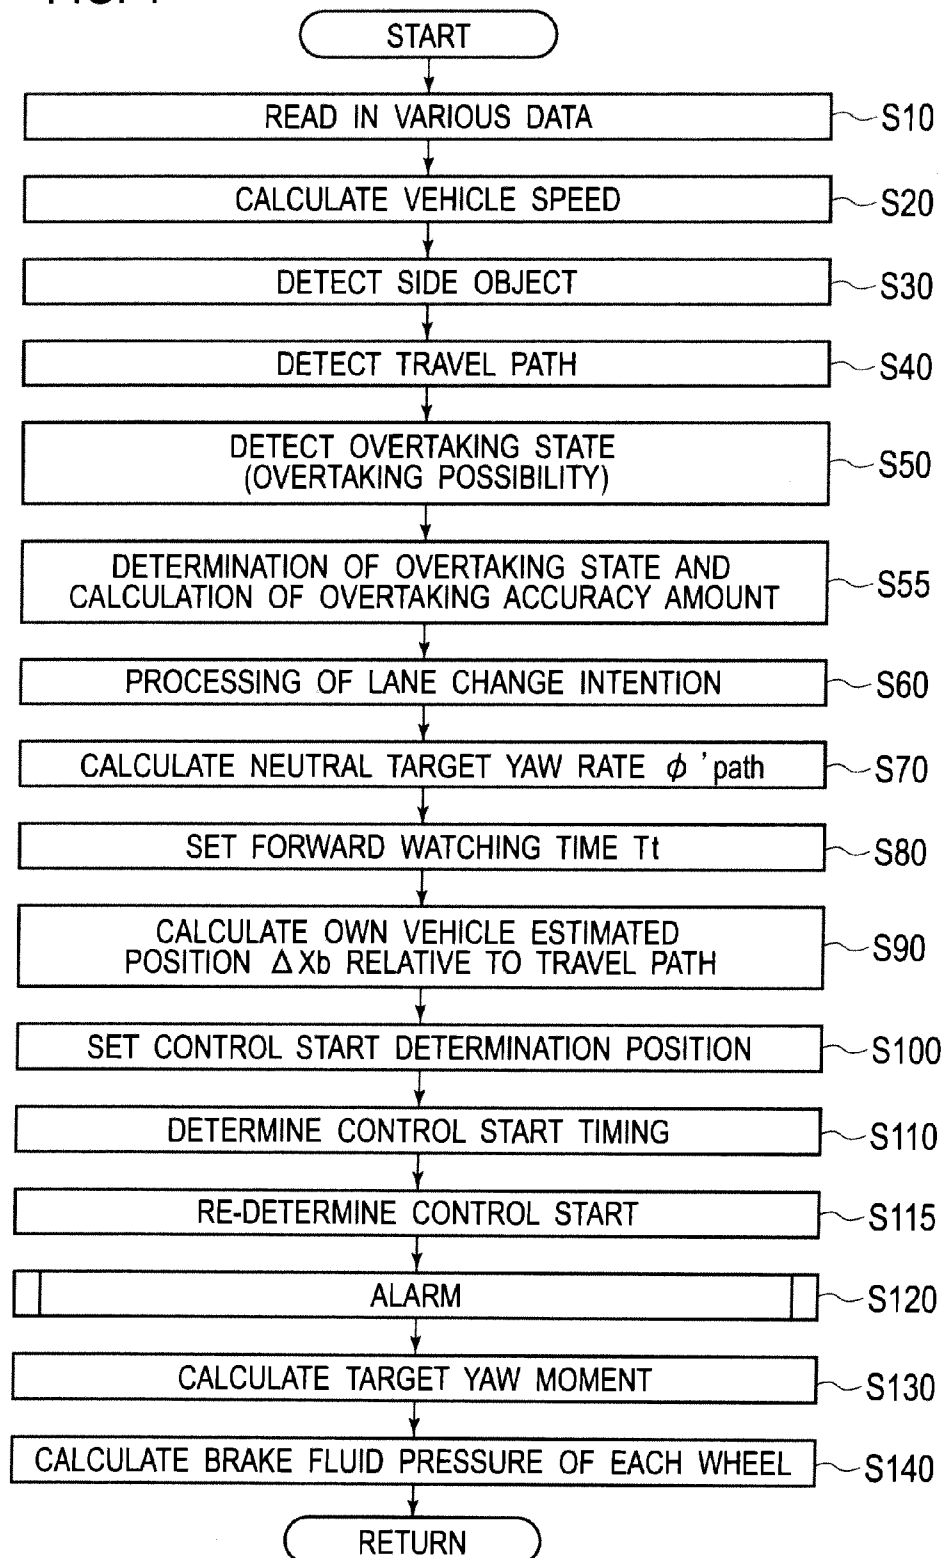 START
READ IN VARIOUS DATA S10
CALCULATE VEHICLE SPEED S20
DETECT SIDE OBJECT S30
DETECT TRAVEL PATH S40
DETECT OVERTAKING STATE
(OVERTAKING POSSIBILITY) S50
DETERMINATION OF OVERTAKING STATE AND
CALCULATION OF OVERTAKING ACCURACY AMOUNT S55
PROCESSING OF LANE CHANGE INTENTION S60
CALCULATE NEUTRAL TARGET YAW RATE ϕ 'path S70
SET FORWARD WATCHING TIME Tt S80
CALCULATE OWN VEHICLE ESTIMATED
POSITION ΔXb RELATIVE TO TRAVEL PATH S90
SET CONTROL START DETERMINATION POSITION S100
DETERMINE CONTROL START TIMING S110
RE-DETERMINE CONTROL START S115
ALARM S120
CALCULATE TARGET YAW MOMENT S130
CALCULATE BRAKE FLUID PRESSURE OF EACH WHEEL S140
RETURN